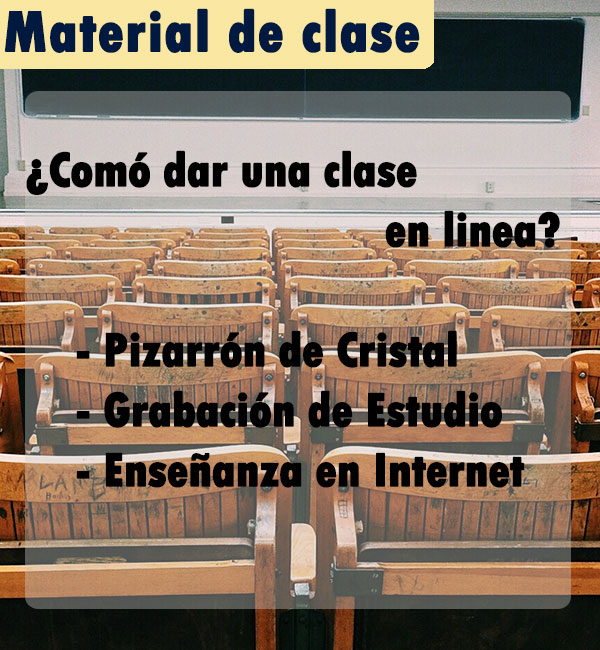 Material de clase
¿Comó dar una clase
en linea?
- Pizarrón de Cristal
- Grabación de Estudio
- Enseñanza en Internet